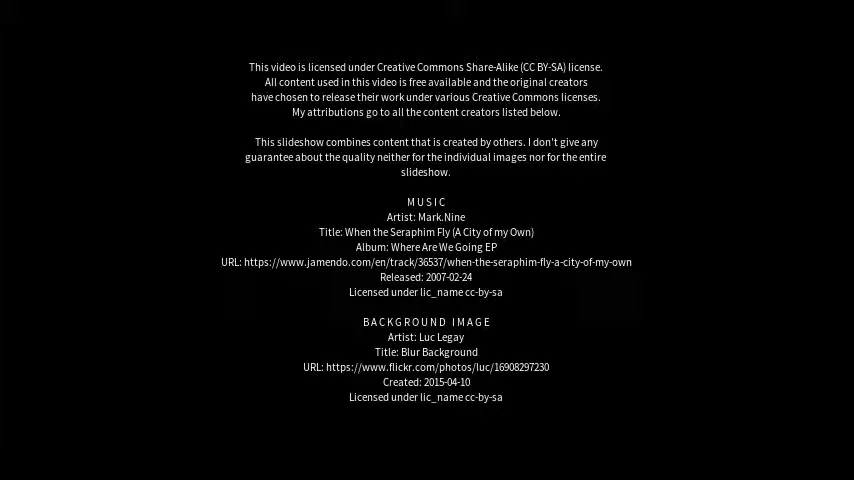 This video is licensed under Creative Commons Share-Alike (CC BY-SA) license.
All content used in this video is free available and the original creators
have chosen to release their work under various Creative Commons licenses.
My attributions go to all the content creators listed below.
This slideshow combines content that is created by others. I don't give any
guarantee about the quality neither for the individual images nor for the entire
slideshow.
MUSIC
Artist: Mark.Nine
Title: When the Seraphim Fly (A City of my Own)
Album: Where Are We Going EP
URL: https://www.jamendo.com/en/track/36537/when-the-seraphim-fly-a-city-of-my-own
Released: 2007-02-24
Licensed under lic_name cc-by-sa
BACKGROUND IMAGE
Artist: Luc Legay
Title: Blur Background
URL: https://www.flickr.com/photos/luc/16908297230
Created: 2015-04-10
Licensed under lic_name cc-by-sa